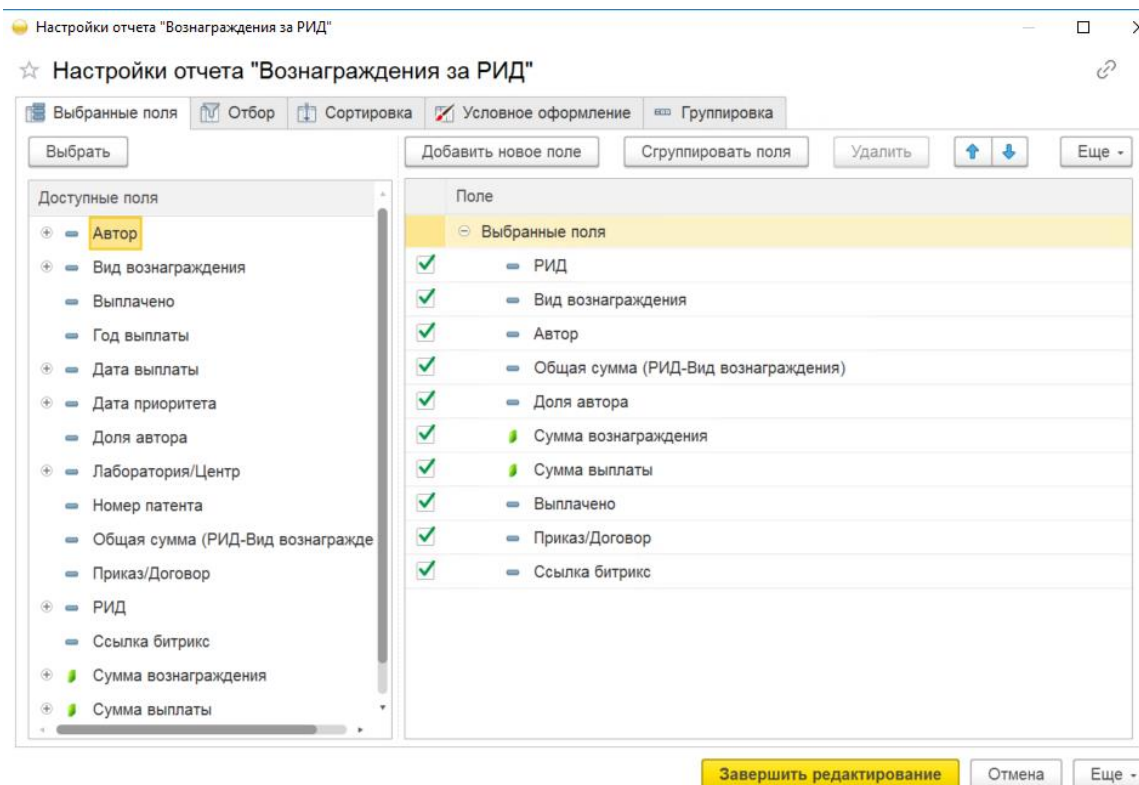 Настройки отчета "Вознаграждения за РИД"
Настройки отчета "Вознаграждения за РИД"
Выбранные поля Отбор Сортировка Условное оформление Группировка
Выбрать
Доступные поля
Автор
Вид вознаграждения
Выплачено
Год выплаты
Дата выплаты
Дата приоритета
Доля автора
Лаборатория/Центр
Номер патента
Общая сумма (РИД-Вид вознагражде
Приказ/Договор
РИД
Ссылка битрикс
Сумма вознаграждения
Сумма выплаты
Добавить новое поле Сгруппировать поля Удалить Еще
Поле
Выбранные поля
РИД
Вид вознаграждения
Автор
Общая сумма (РИД-Вид вознаграждения)
Доля автора
Сумма вознаграждения
Сумма выплаты
Выплачено
Приказ/Договор
Ссылка битрикс
Завершить редактирование Отмена Еще